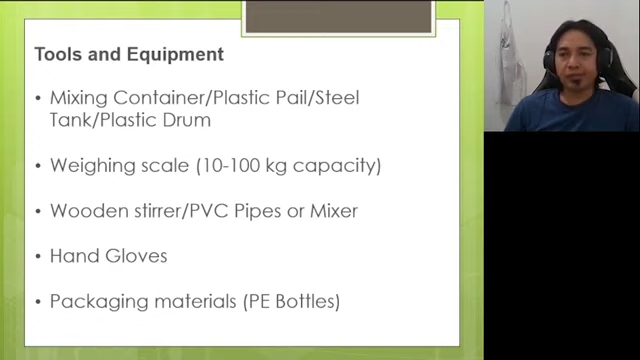 Tools and Equipment
• Mixing Container/Plastic Pail/Steel
Tank/Plastic Drum
• Weighing scale (10-100 kg capacity)
• Wooden stirrer/PVC Pipes or Mixer
• Hand Gloves
• Packaging materials (PE Bottles)